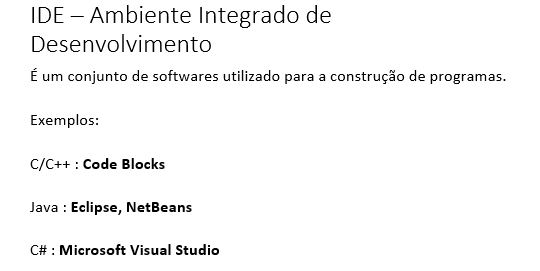 IDE – Ambiente Integrado de
Desenvolvimento
É um conjunto de softwares utilizado para a construção de programas.
Exemplos:
C/C++ : Code Blocks
Java : Eclipse, NetBeans
C# : Microsoft Visual Studio